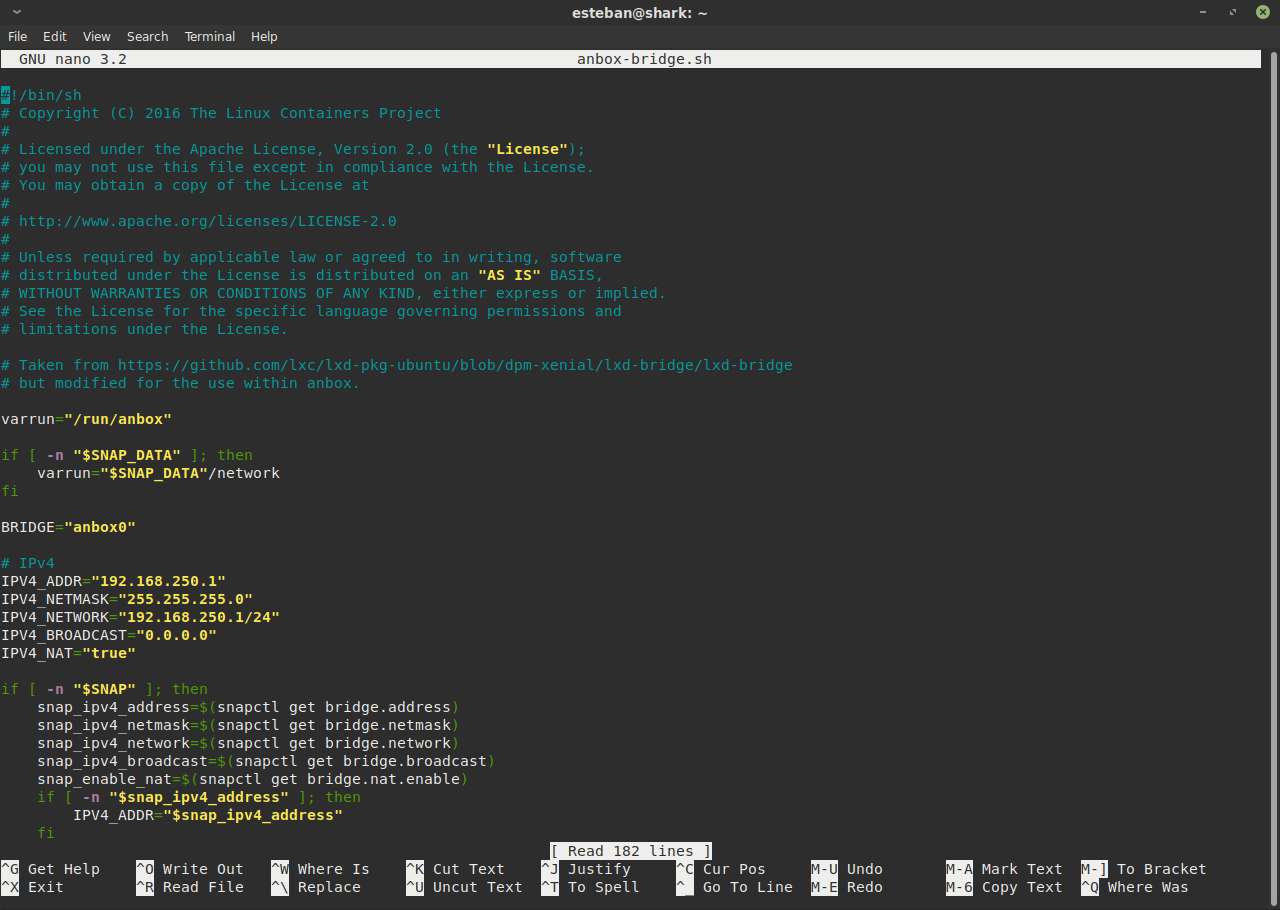 esteban@shark: ~
File Edit View Search Terminal Help
GNU nano 3.2 anbox-bridge.sh
#!/bin/sh
# Copyright (C) 2016 The Linux Containers Project
#
# Licensed under the Apache License, Version 2.0 (the "License");
# you may not use this file except in compliance with the License.
# You may obtain a copy of the License at
#
# http://www.apache.org/licenses/LICENSE-2.0
#
# Unless required by applicable law or agreed to in writing, software
# distributed under the License is distributed on an "AS IS" BASIS,
# WITHOUT WARRANTIES OR CONDITIONS OF ANY KIND, either express or implied.
# See the License for the specific language governing permissions and
# limitations under the License.
# Taken from https://github.com/lxc/lxd-pkg-ubuntu/blob/dpm-xenial/lxd-bridge/lxd-bridge
# but modified for the use within anbox.
varrun="/run/anbox"
if [ -n "$SNAP_DATA" ]; then
    varrun="$SNAP_DATA"/network
fi
BRIDGE="anbox0"
# IPv4
IPV4_ADDR="192.168.250.1"
IPV4_NETMASK="255.255.255.0"
IPV4_NETWORK="192.168.250.1/24"
IPV4_BROADCAST="0.0.0.0"
IPV4_NAT="true"
if [ -n "$SNAP" ]; then
    snap_ipv4_address=$(snapctl get bridge.address)
    snap_ipv4_netmask=$(snapctl get bridge.netmask)
    snap_ipv4_network=$(snapctl get bridge.network)
    snap_ipv4_broadcast=$(snapctl get bridge.broadcast)
    snap_enable_nat=$(snapctl get bridge.nat.enable)
    if [ -n "$snap_ipv4_address" ]; then
        IPV4_ADDR="$snap_ipv4_address"
    fi
[ Read 182 lines ]
^G Get Help ^O Write Out ^W Where Is ^K Cut Text ^J Justify ^C Cur Pos M-U Undo M-A Mark Text M-] To Bracket
^X Exit ^R Read File ^\ Replace ^U Uncut Text ^T To Spell ^_ Go To Line M-E Redo M-6 Copy Text ^Q Where Was